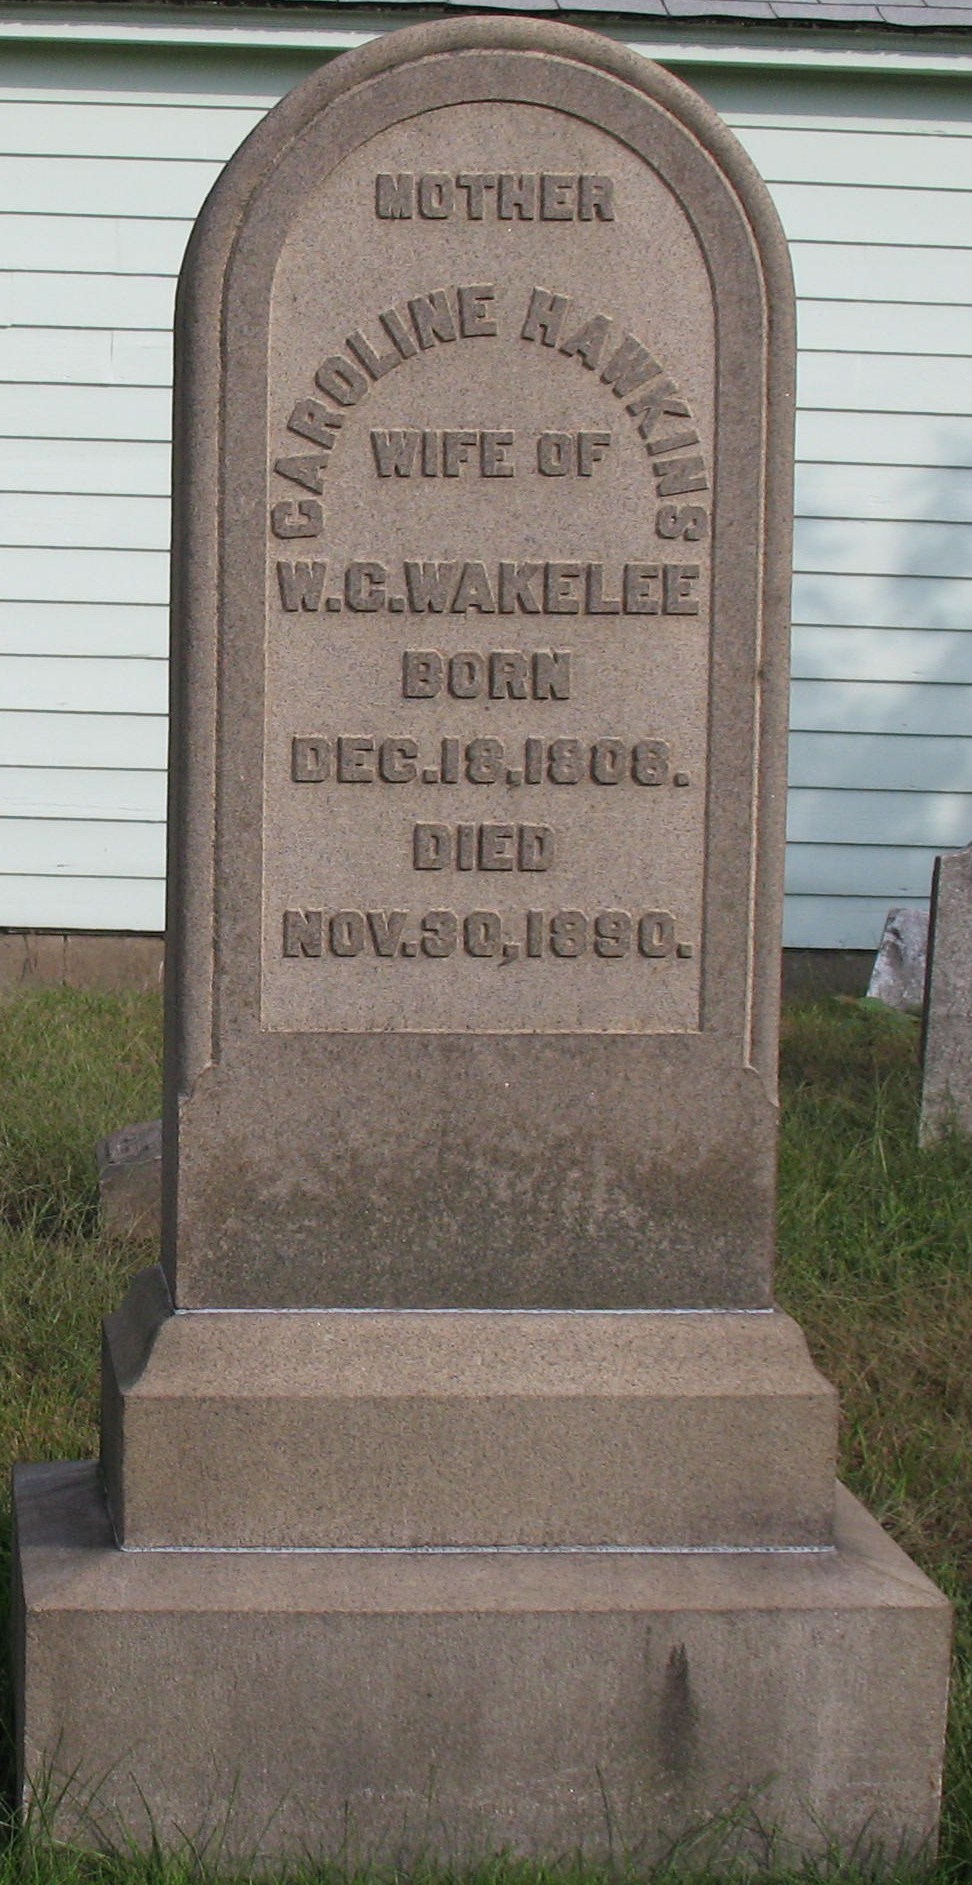 MOTHER
CAROLINE HAWKINS
WIFE OF
W.C.WAKELEE
BORN
DEC.18,1808.
DIED
NOV.30,1890.